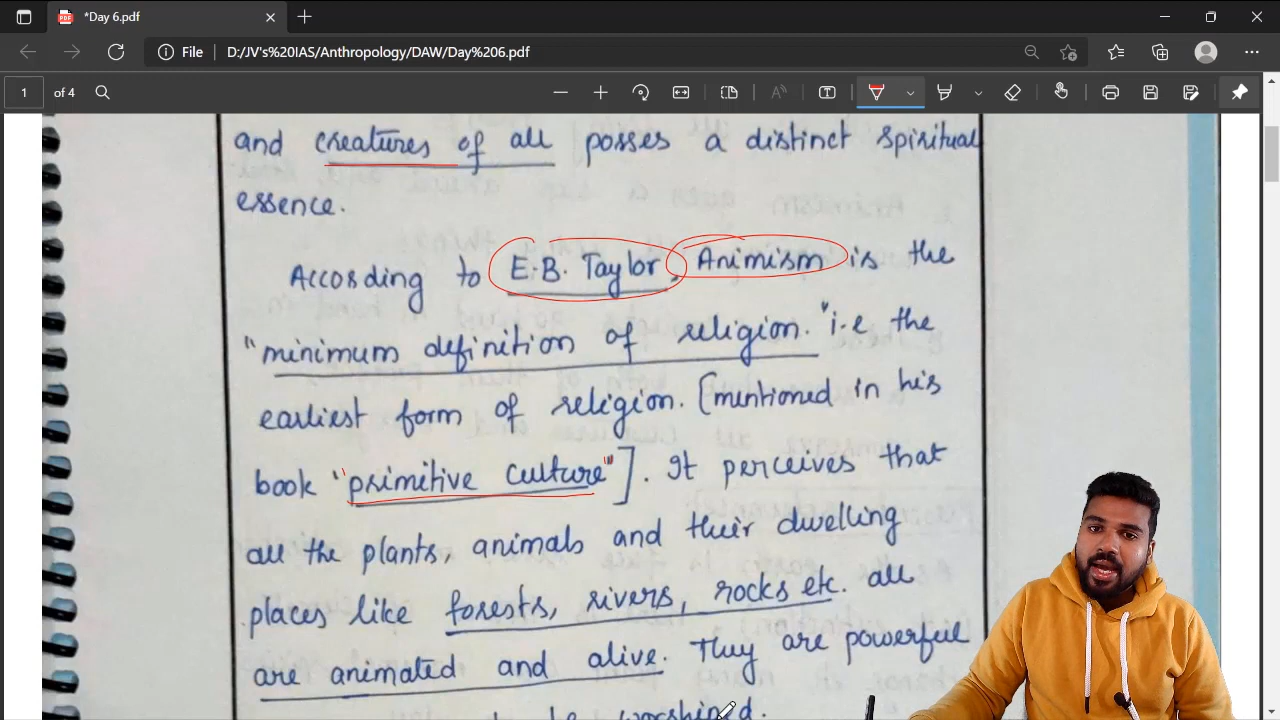 *Day 6.pdf
File D:/JV's%20IAS/Anthropology/DAW/Day%206.pdf
1 of 4
and creatures of all posses a distinct spiritual
essence.
According to E.B. Taylor, Animism is the
"minimum definition of religion." i.e the
earliest form of religion. [mentioned in his
book "primitive culture"]. It perceives that
all the plants, animals and their dwelling
places like forests, rivers, rocks etc. all
are animated and alive. They are powerful
worshipped.